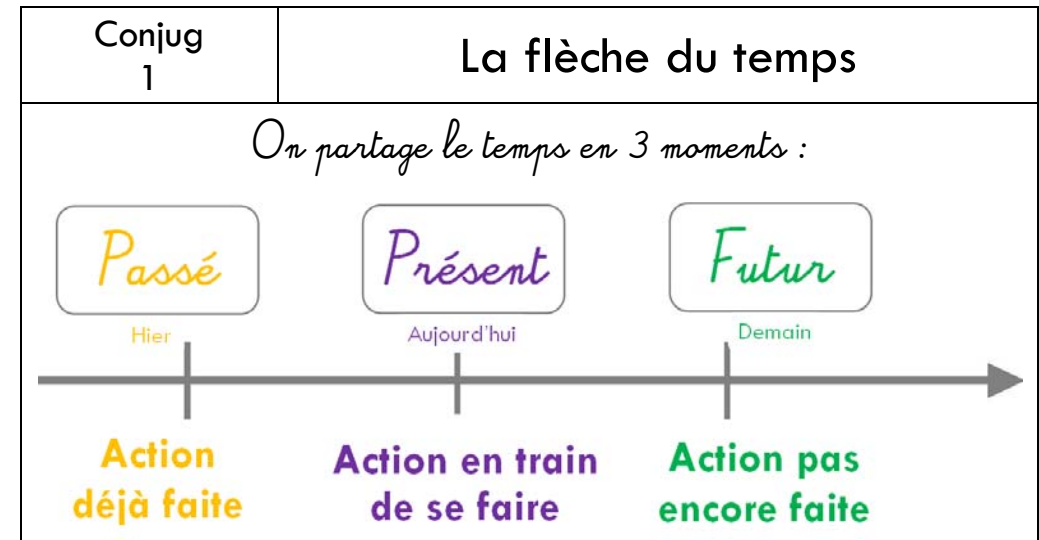 Conjug
1
La flèche du temps
On partage le temps en 3 moments :
Passé
Présent
Futur
Hier
Aujourd'hui
Demain
Action
déjà faite
Action en train
de se faire
Action pas
encore faite